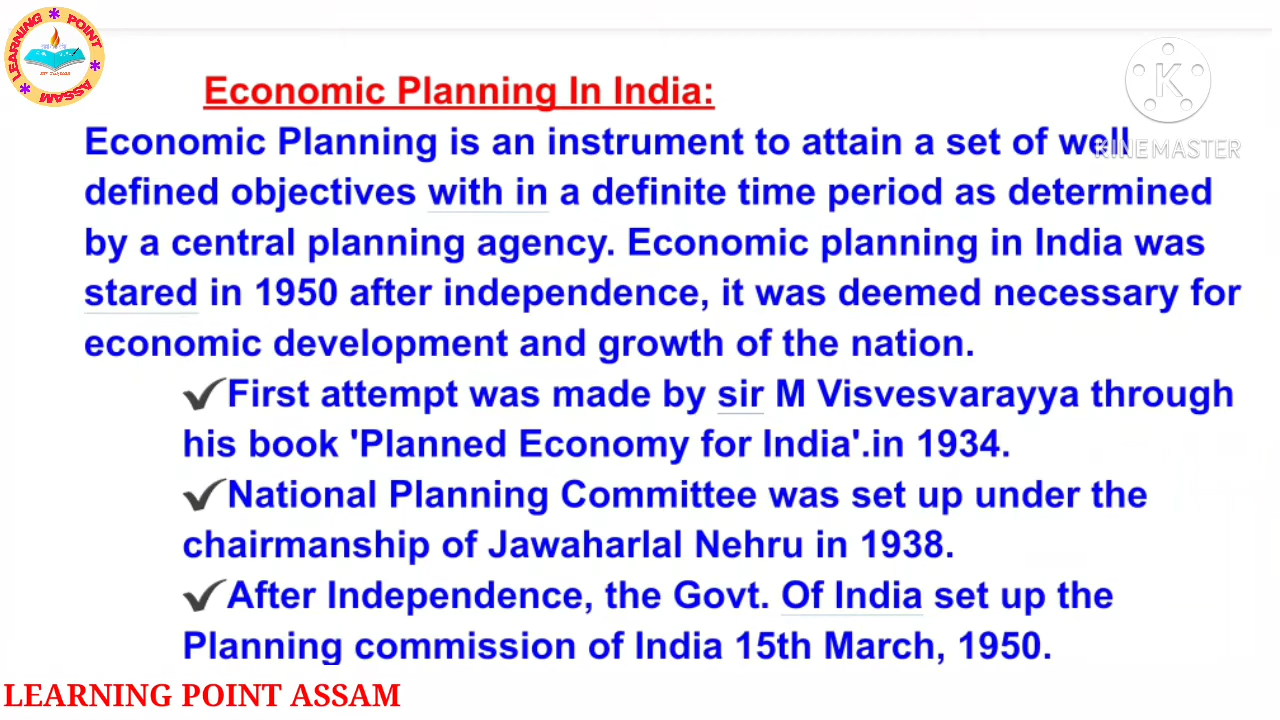 LEARNING POINT
ASSAM
K
KINEMASTER
Economic Planning In India:
Economic Planning is an instrument to attain a set of well
defined objectives with in a definite time period as determined
by a central planning agency. Economic planning in India was
stared in 1950 after independence, it was deemed necessary for
economic development and growth of the nation.
✔First attempt was made by sir M Visvesvarayya through
his book 'Planned Economy for India'.in 1934.
✔National Planning Committee was set up under the
chairmanship of Jawaharlal Nehru in 1938.
✔After Independence, the Govt. Of India set up the
Planning commission of India 15th March, 1950.
LEARNING POINT ASSAM